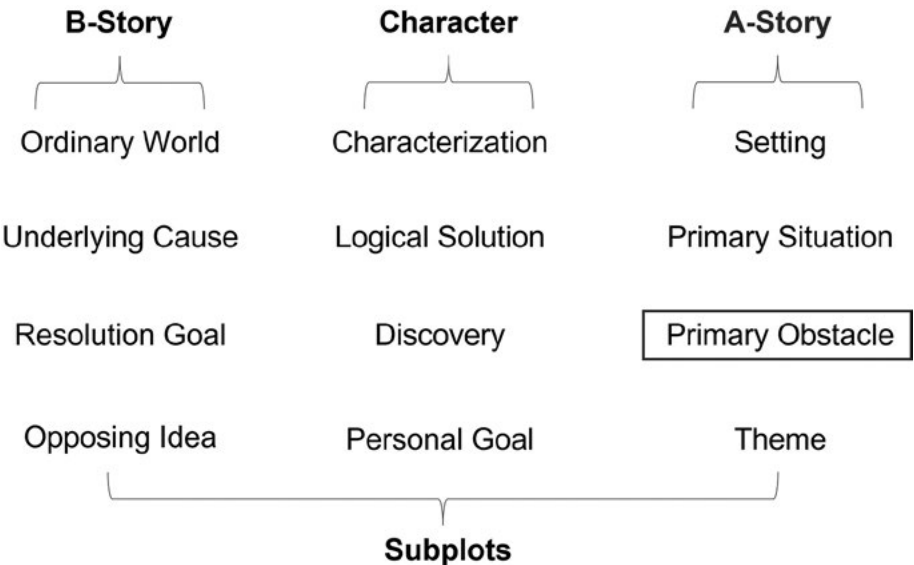 B-Story Character A-Story
Ordinary World Characterization Setting
Underlying Cause Logical Solution Primary Situation
Resolution Goal Discovery Primary Obstacle
Opposing Idea Personal Goal Theme
Subplots